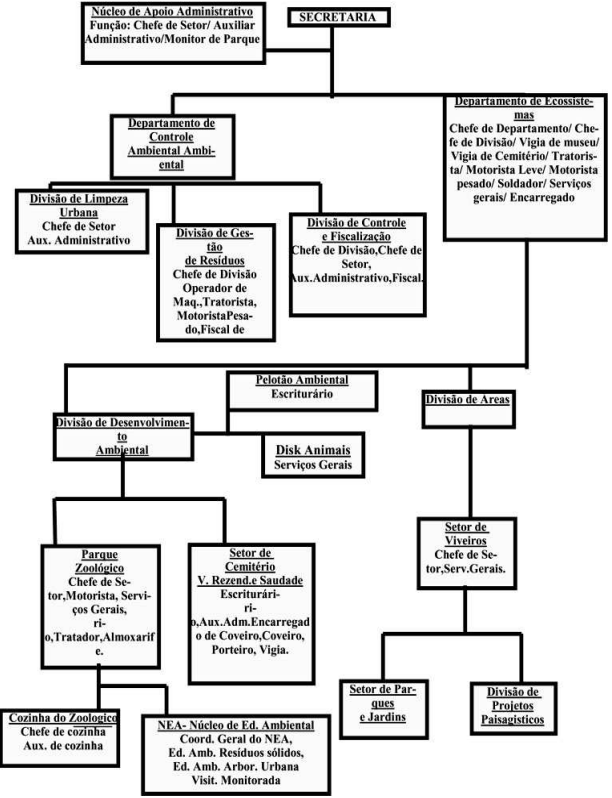 Núcleo de Apoio Administrativo
Função: Chefe de Setor/ Auxiliar
Administrativo/Monitor de Parque
SECRETARIA
Departamento de
Controle
Ambiental Ambi-
ental
Departamento de Ecossiste-
mas
Chefe de Departamento/ Che-
fe de Divisão/ Vigia de museu/
Vigia de Cemitério/ Tratoris-
ta/ Motorista Leve/ Motorista
pesado/ Soldador/ Serviços
gerais/ Encarregado
Divisão de Limpeza
Urbana
Chefe de Setor
Aux. Administrativo
Divisão de Ges-
tão
de Resíduos
Chefe de Divisão
Operador de
Maq.,Tratorista,
MotoristaPesa-
do,Fiscal de
Divisão de Controle
e Fiscalização
Chefe de Divisão,Chefe de
Setor,
Aux.Administrativo,Fiscal.
Pelotão Ambiental
Escriturário
Divisão de Areas
Divisão de Desenvolvimen-
to
Ambiental
Disk Animais
Serviços Gerais
Parque
Zoológico
Chefe de Se-
tor,Motorista, Servi-
ços Gerais,
ri-
o,Tratador,Almoxarif
e.
Setor de
Cemitério
V. Rezend.e Saudade
Escriturári-
ri-
o,Aux.Adm.Encarregad
o de Coveiro,Coveiro,
Porteiro, Vigia.
Setor de
Viveiros
Chefe de Se-
tor,Serv.Gerais.
Setor de Par-
ques
e Jardins
Divisão de
Projetos
Paisagisticos
Cozinha do Zoologico
Chefe de cozinha
Aux. de cozinha
NEA- Núcleo de Ed. Ambiental
Coord. Geral do NEA,
Ed. Amb. Resíduos sólidos,
Ed. Amb. Arbor. Urbana
Visit. Monitorada